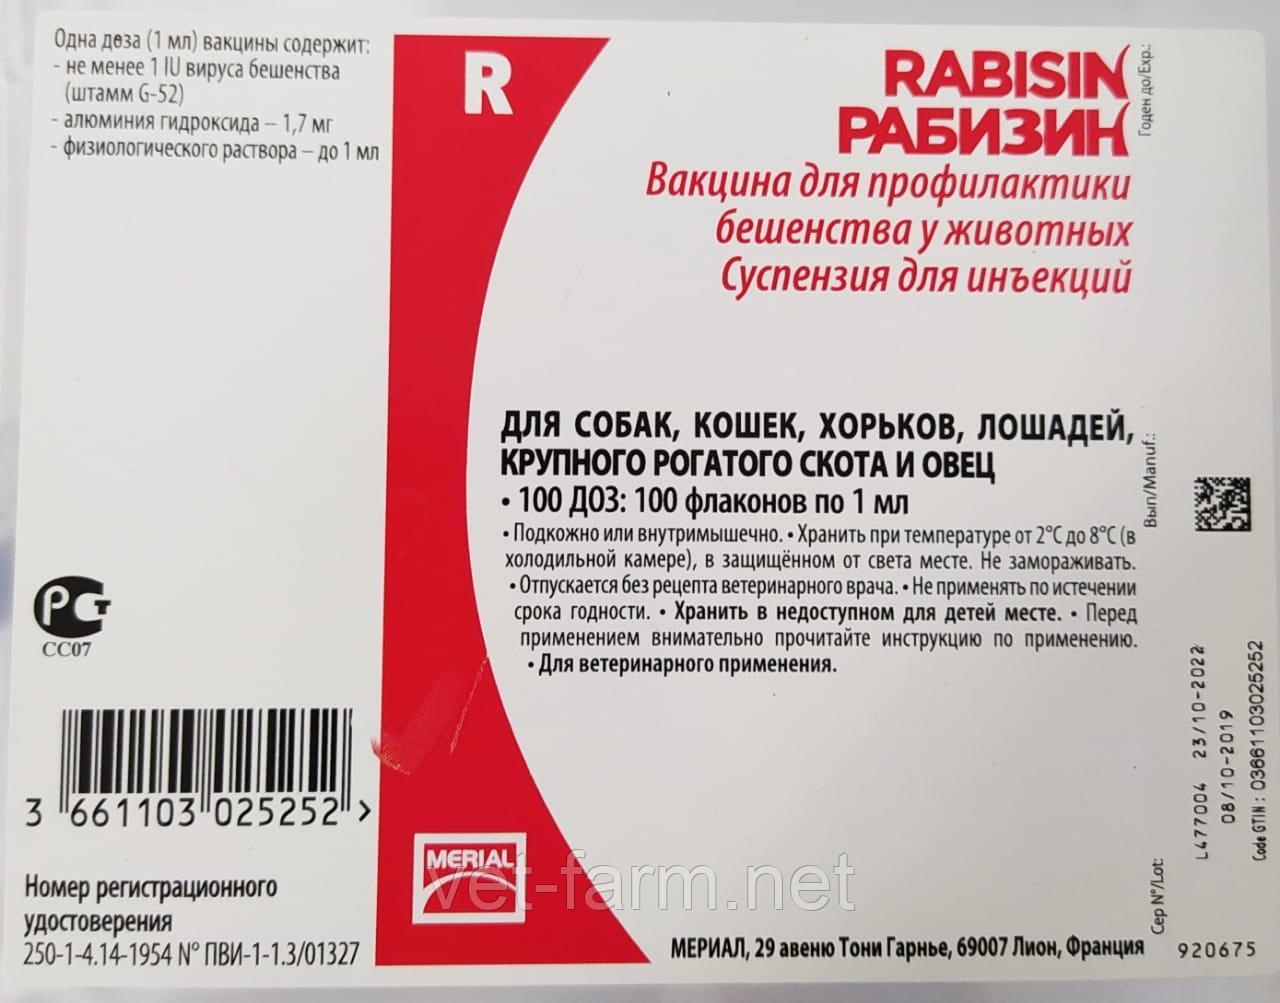 Одна доза (1 мл) вакцины содержит:
- не менее 1 IU вируса бешенства
(штамм G-52)
- алюминия гидроксида – 1,7 мг
- физиологического раствора – до 1 мл
R
RABISIN
РАБИЗИН
Вакцина для профилактики
бешенства у животных
Суспензия для инъекций
Годен до/Exp.:
ДЛЯ СОБАК, КОШЕК, ХОРЬКОВ, ЛОШАДЕЙ,
КРУПНОГО РОГАТОГО СКОТА И ОВЕЦ
• 100 ДОЗ: 100 флаконов по 1 мл
• Подкожно или внутримышечно. • Хранить при температуре от 2°C до 8°C (в
холодильной камере), в защищённом от света месте. Не замораживать.
• Отпускается без рецепта ветеринарного врача. • Не применять по истечении
срока годности. • Хранить в недоступном для детей месте. • Перед
применением внимательно прочитайте инструкцию по применению.
• Для ветеринарного применения.
Вып/Manuf.:
РСТ
СС07
3 661103 025252 >
Номер регистрационного
удостоверения
250-1-4.14-1954 N° ПВИ-1-1.3/01327
MERIAL
vet-farm.net
МЕРИАЛ, 29 авеню Тони Гарнье, 69007 Лион, Франция
Сер N°/Lot:
L477004 23/10-2022
08/10-2019
Code GTIN : 03661103025252
920675